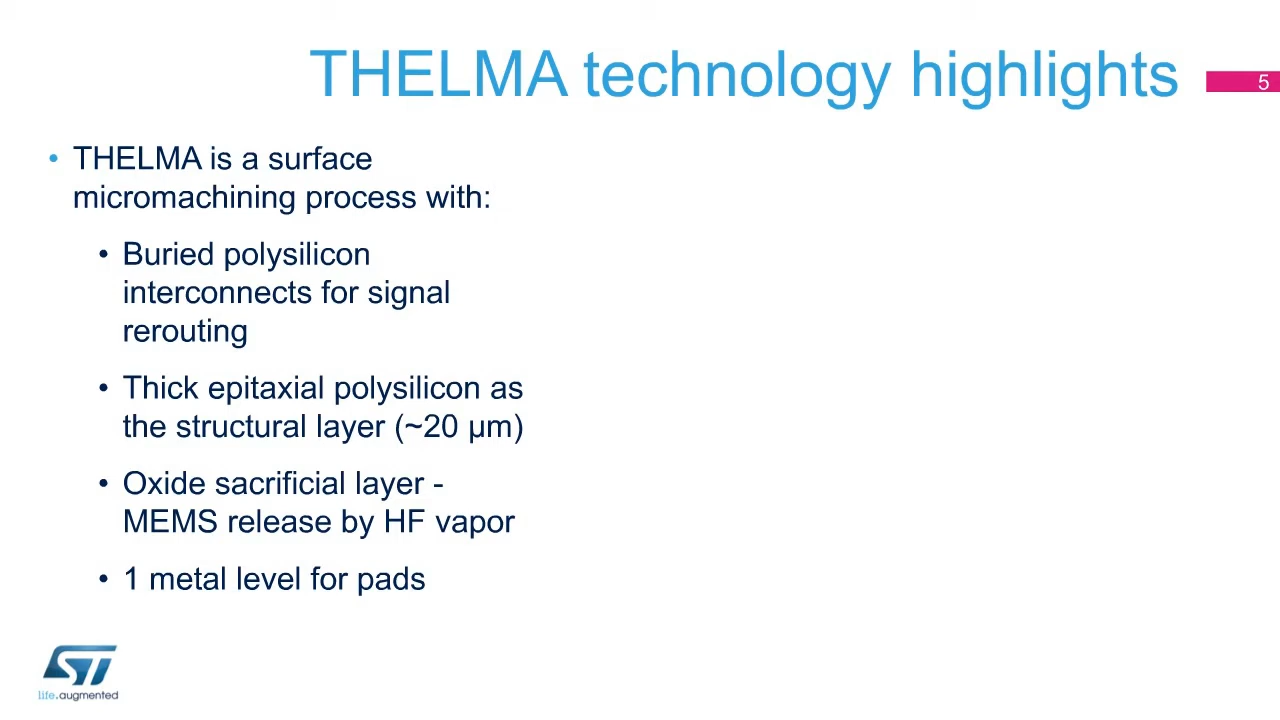 THELMA technology highlights
5
• THELMA is a surface
micromachining process with:
• Buried polysilicon
interconnects for signal
rerouting
• Thick epitaxial polysilicon as
the structural layer (~20 µm)
• Oxide sacrificial layer -
MEMS release by HF vapor
• 1 metal level for pads
ST
life.augmented